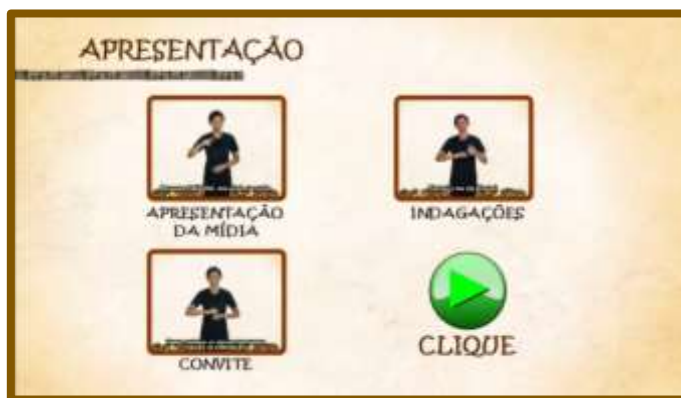 APRESENTAÇÃO
APRESENTAÇÃO
DA MÍDIA
INDAGAÇÕES
CONVITE
CLIQUE